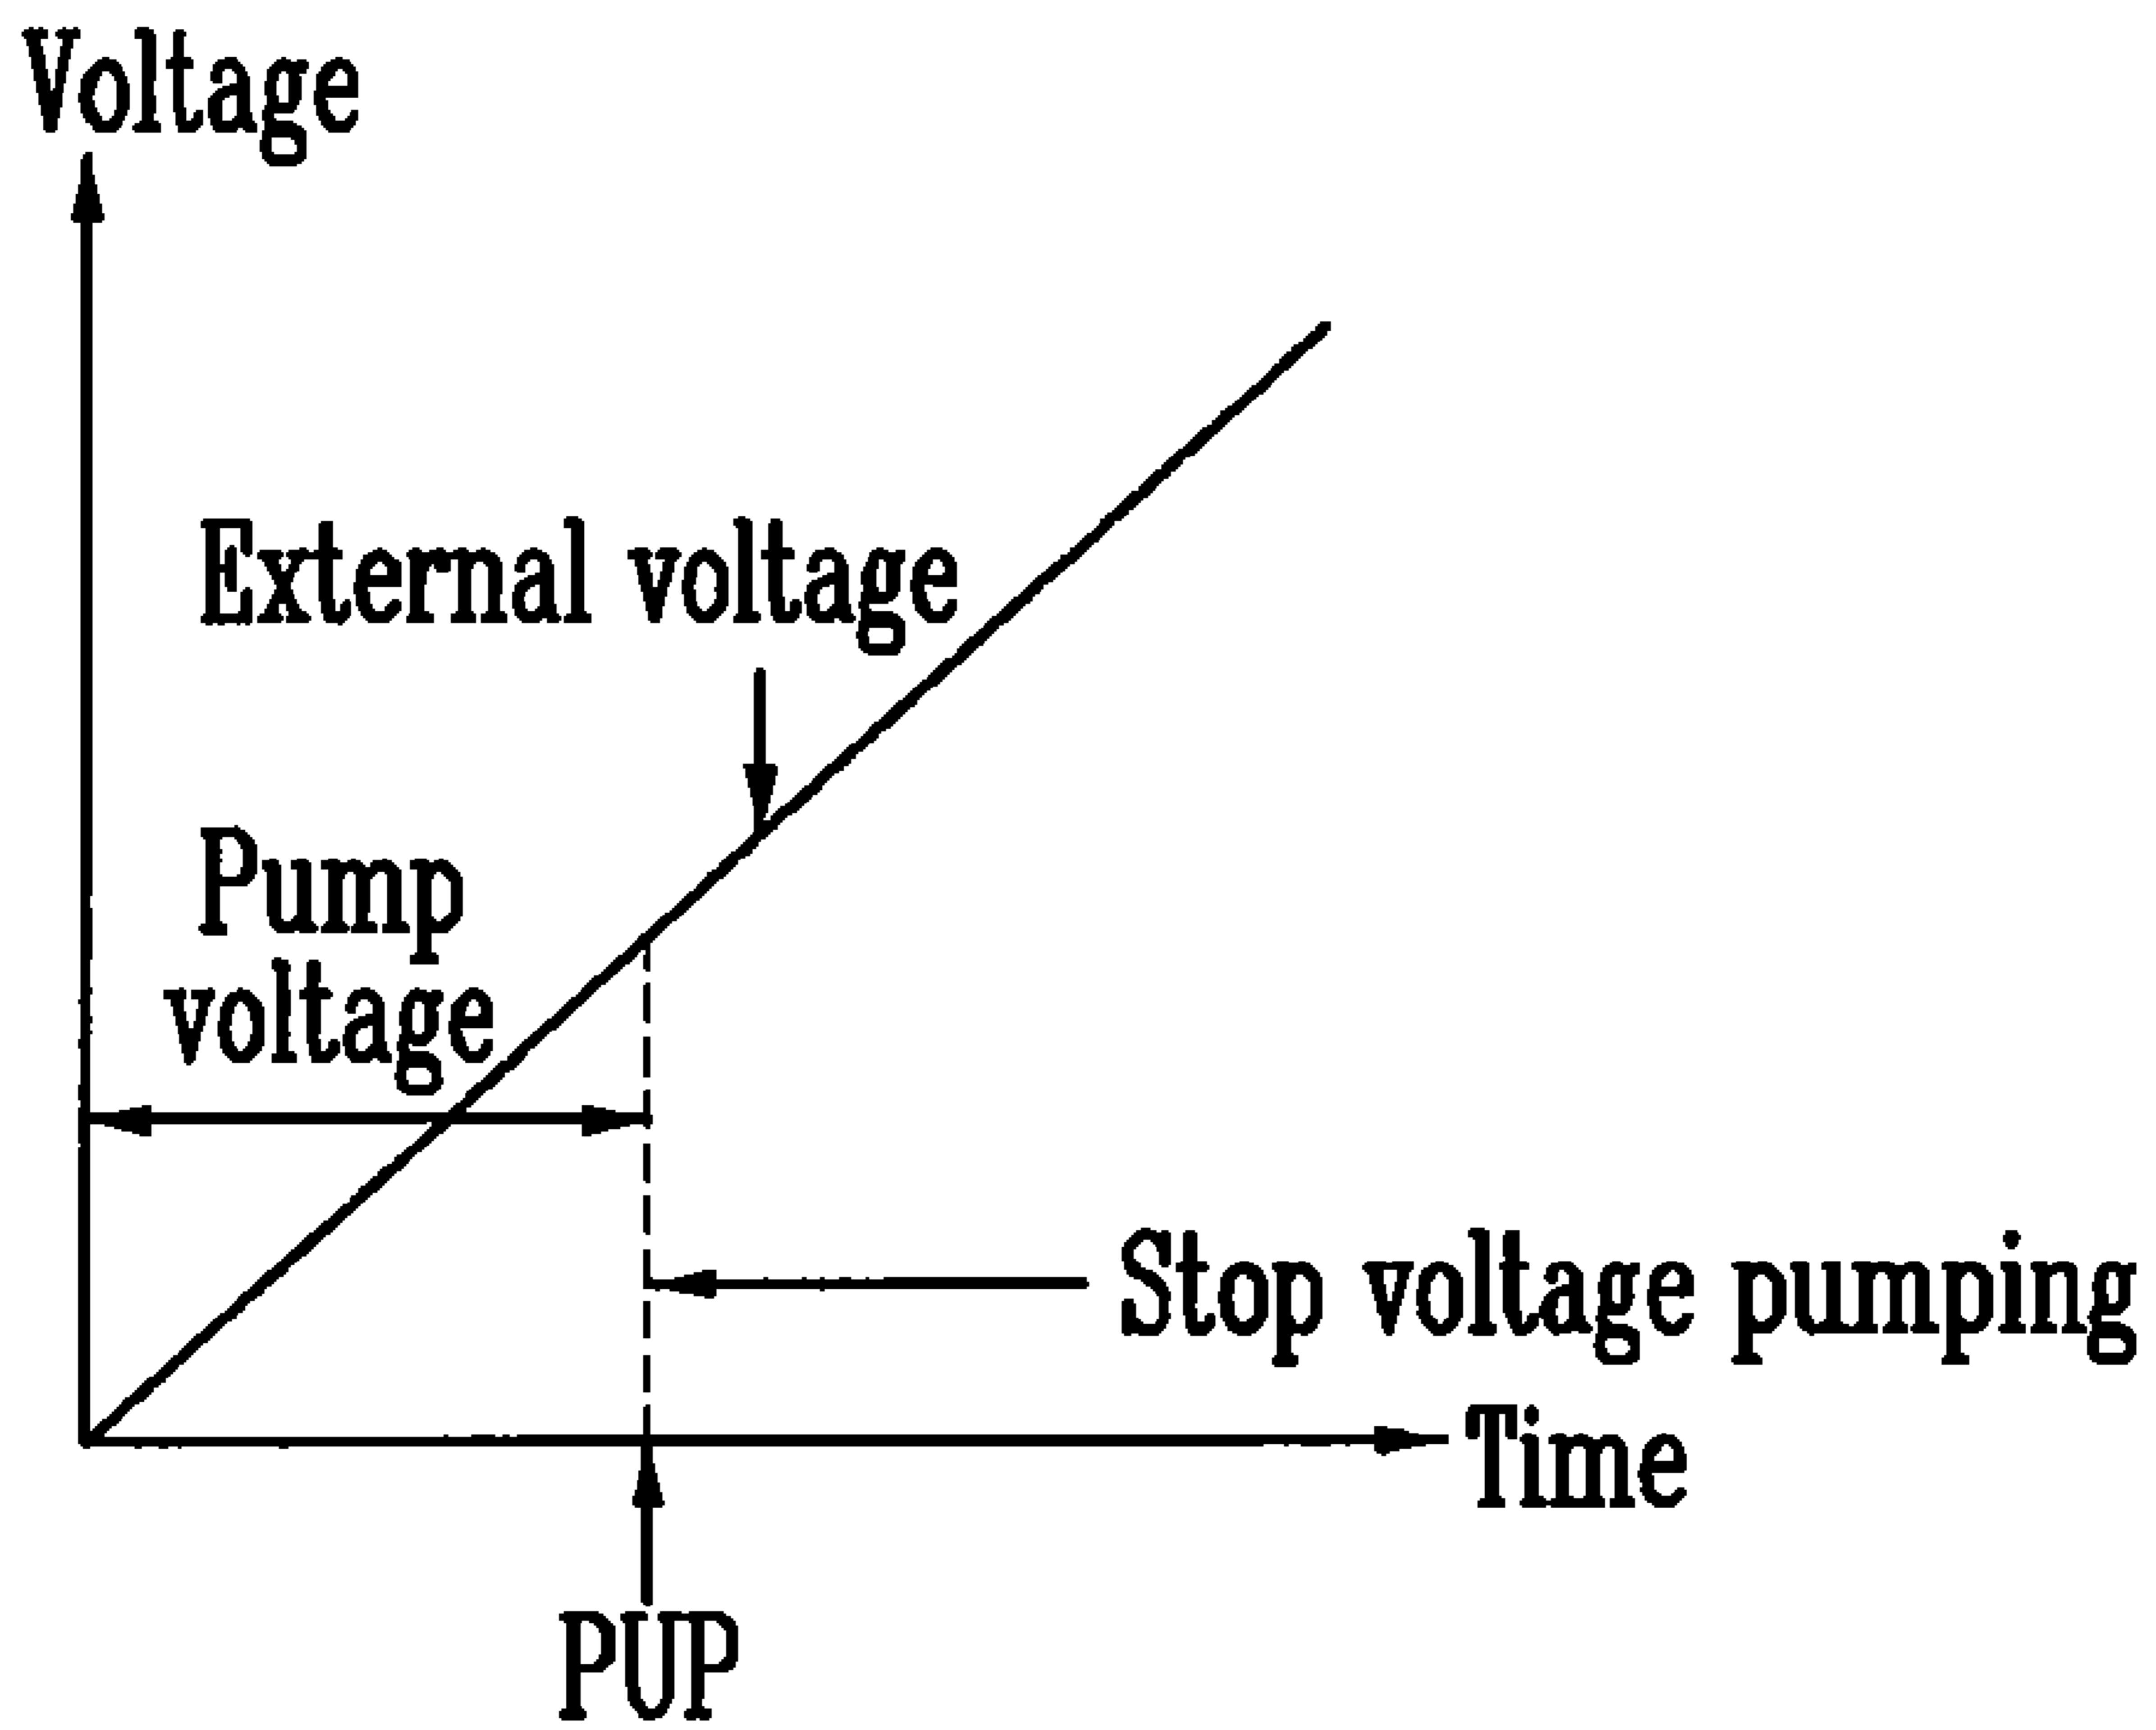 Voltage
External voltage
Pump
voltage
Stop voltage pumping
Time
PUP